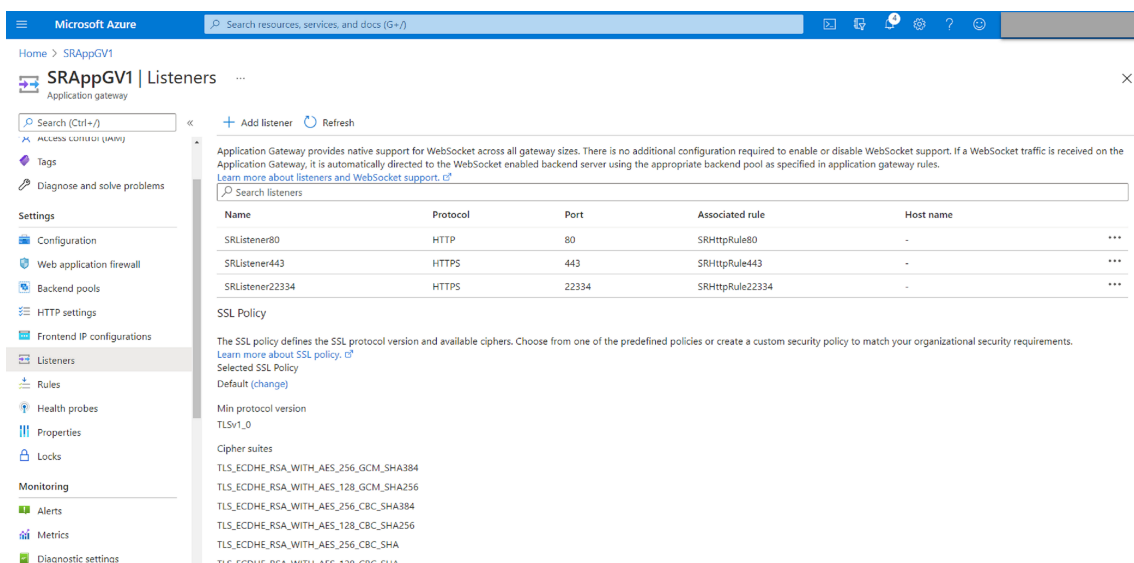 Microsoft Azure
Search resources, services, and docs (G+/)
4
Home > SRAppGV1
SRAppGV1 | Listeners ...
Application gateway
Search (Ctrl+/)
«
Access control (IAM)
Tags
Diagnose and solve problems
Settings
Configuration
Web application firewall
Backend pools
HTTP settings
Frontend IP configurations
Listeners
Rules
Health probes
Properties
Locks
Monitoring
Alerts
Metrics
Diagnostic settings
+ Add listener Refresh
Application Gateway provides native support for WebSocket across all gateway sizes. There is no additional configuration required to enable or disable WebSocket support. If a WebSocket traffic is received on the
Application Gateway, it is automatically directed to the WebSocket enabled backend server using the appropriate backend pool as specified in application gateway rules.
Learn more about listeners and WebSocket support.
Search listeners
Name Protocol Port Associated rule Host name
SRListener80 HTTP 80 SRHttpRule80 - ...
SRListener443 HTTPS 443 SRHttpRule443 - ...
SRListener22334 HTTPS 22334 SRHttpRule22334 - ...
SSL Policy
The SSL policy defines the SSL protocol version and available ciphers. Choose from one of the predefined policies or create a custom security policy to match your organizational security requirements.
Learn more about SSL policy.
Selected SSL Policy
Default (change)
Min protocol version
TLSv1_0
Cipher suites
TLS_ECDHE_RSA_WITH_AES_256_GCM_SHA384
TLS_ECDHE_RSA_WITH_AES_128_GCM_SHA256
TLS_ECDHE_RSA_WITH_AES_256_CBC_SHA384
TLS_ECDHE_RSA_WITH_AES_128_CBC_SHA256
TLS_ECDHE_RSA_WITH_AES_256_CBC_SHA
TLS_ECDHE_RSA_WITH_AES_128_CBC_SHA